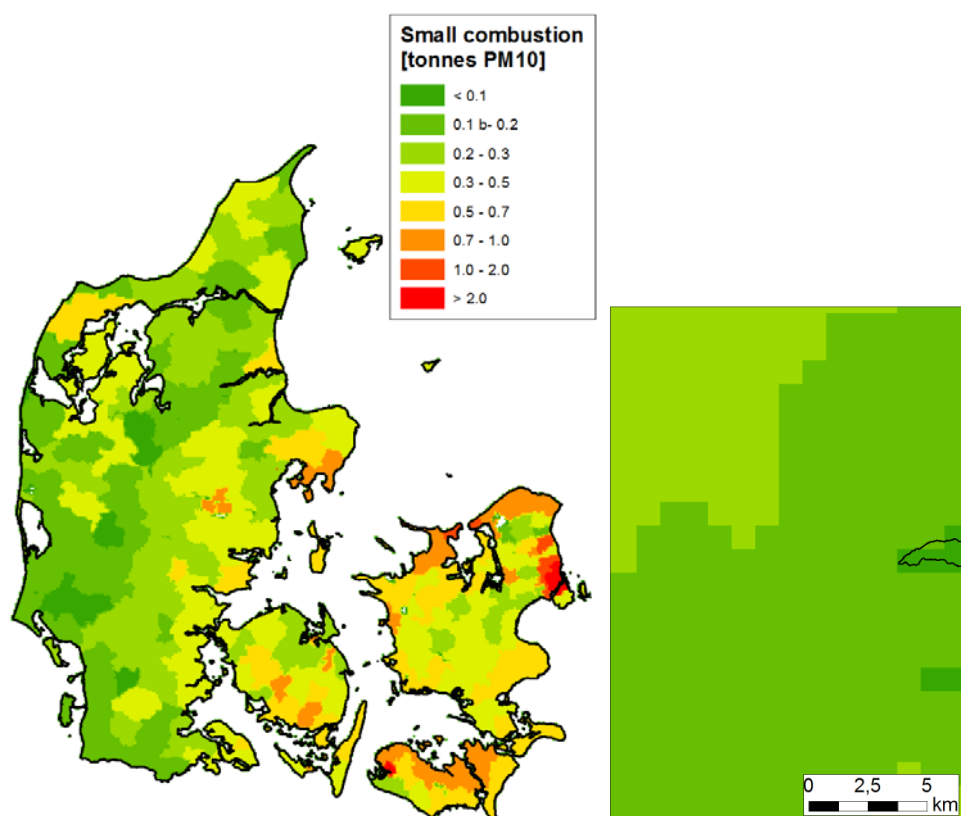 Small combustion
[tonnes PM10]
< 0.1
0.1 b- 0.2
0.2 - 0.3
0.3 - 0.5
0.5 - 0.7
0.7 - 1.0
1.0 - 2.0
> 2.0
0 2,5 5
km